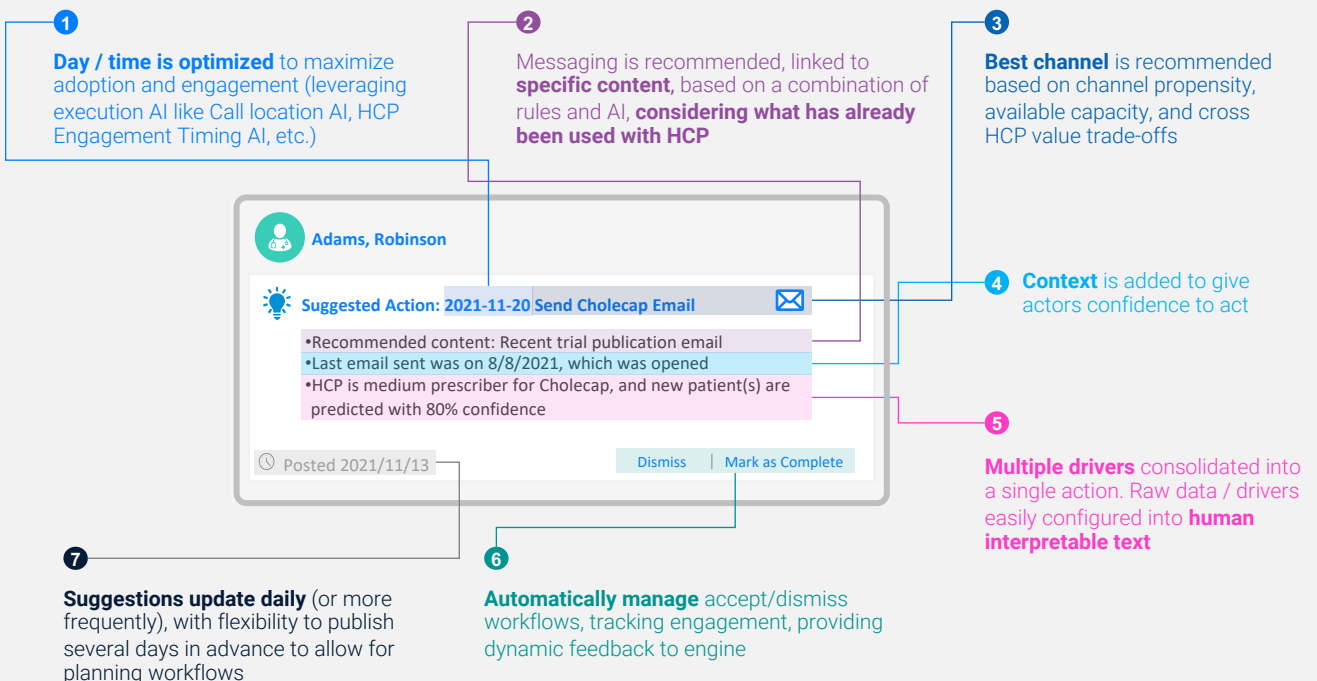 1
Day / time is optimized to maximize
adoption and engagement (leveraging
execution AI like Call location AI, HCP
Engagement Timing AI, etc.)
2
Messaging is recommended, linked to
specific content, based on a combination of
rules and AI, considering what has already
been used with HCP
3
Best channel is recommended
based on channel propensity,
available capacity, and cross
HCP value trade-offs
Adams, Robinson
Suggested Action: 2021-11-20 Send Cholecap Email
•Recommended content: Recent trial publication email
•Last email sent was on 8/8/2021, which was opened
•HCP is medium prescriber for Cholecap, and new patient(s) are
predicted with 80% confidence
Posted 2021/11/13
Dismiss | Mark as Complete
4
Context is added to give
actors confidence to act
5
Multiple drivers consolidated into
a single action. Raw data / drivers
easily configured into human
interpretable text
7
Suggestions update daily (or more
frequently), with flexibility to publish
several days in advance to allow for
planning workflows
6
Automatically manage accept/dismiss
workflows, tracking engagement, providing
dynamic feedback to engine